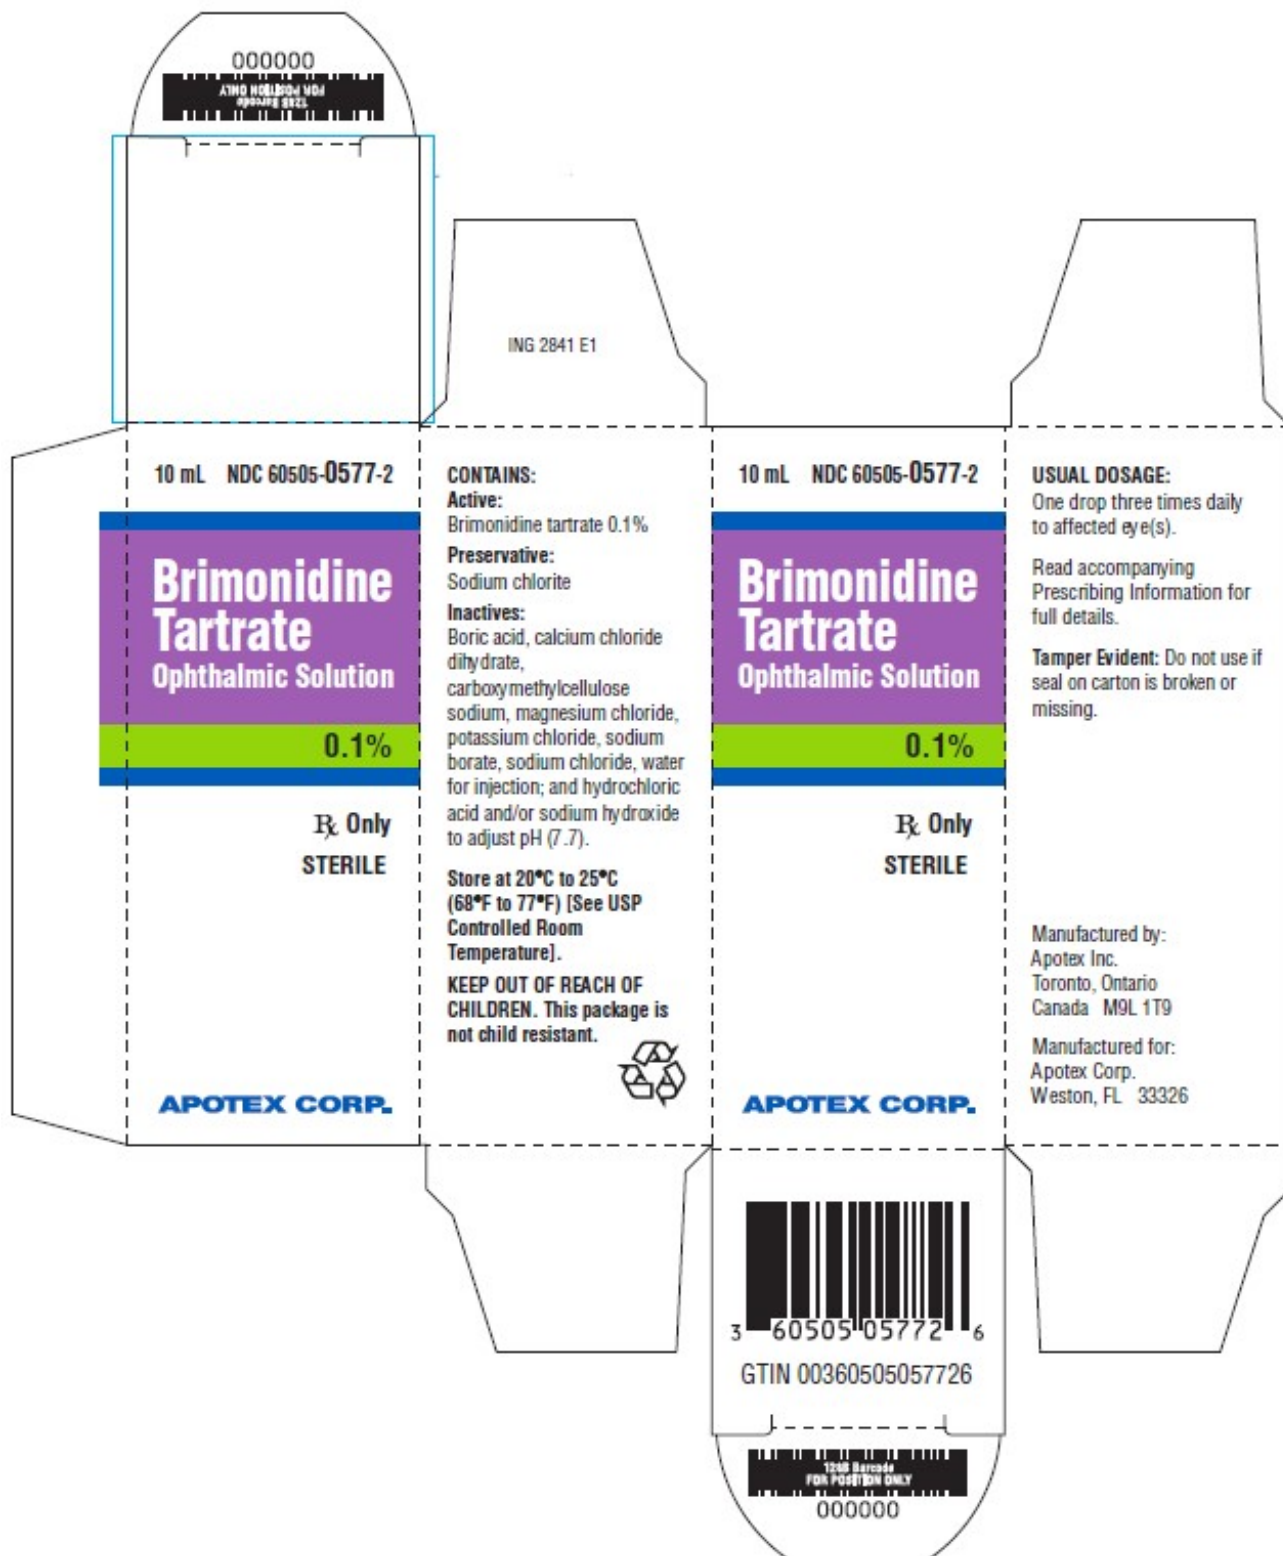 000000
128B Barcode
FOR POSITION ONLY
ING 2841 E1
10 mL NDC 60505-0577-2
Brimonidine
Tartrate
Ophthalmic Solution
0.1%
Rx Only
STERILE
APOTEX CORP.
CONTAINS:
Active:
Brimonidine tartrate 0.1%
Preservative:
Sodium chlorite
Inactives:
Boric acid, calcium chloride
dihydrate,
carboxymethylcellulose
sodium, magnesium chloride,
potassium chloride, sodium
borate, sodium chloride, water
for injection; and hydrochloric
acid and/or sodium hydroxide
to adjust pH (7.7).
Store at 20°C to 25°C
(68°F to 77°F) [See USP
Controlled Room
Temperature].
KEEP OUT OF REACH OF
CHILDREN. This package is
not child resistant.
10 mL NDC 60505-0577-2
Brimonidine
Tartrate
Ophthalmic Solution
0.1%
Rx Only
STERILE
APOTEX CORP.
USUAL DOSAGE:
One drop three times daily
to affected eye(s).
Read accompanying
Prescribing Information for
full details.
Tamper Evident: Do not use if
seal on carton is broken or
missing.
Manufactured by:
Apotex Inc.
Toronto, Ontario
Canada M9L 1T9
Manufactured for:
Apotex Corp.
Weston, FL 33326
3 60505 05772 6
GTIN 00360505057726
128B Barcode
FOR POSITION ONLY
000000